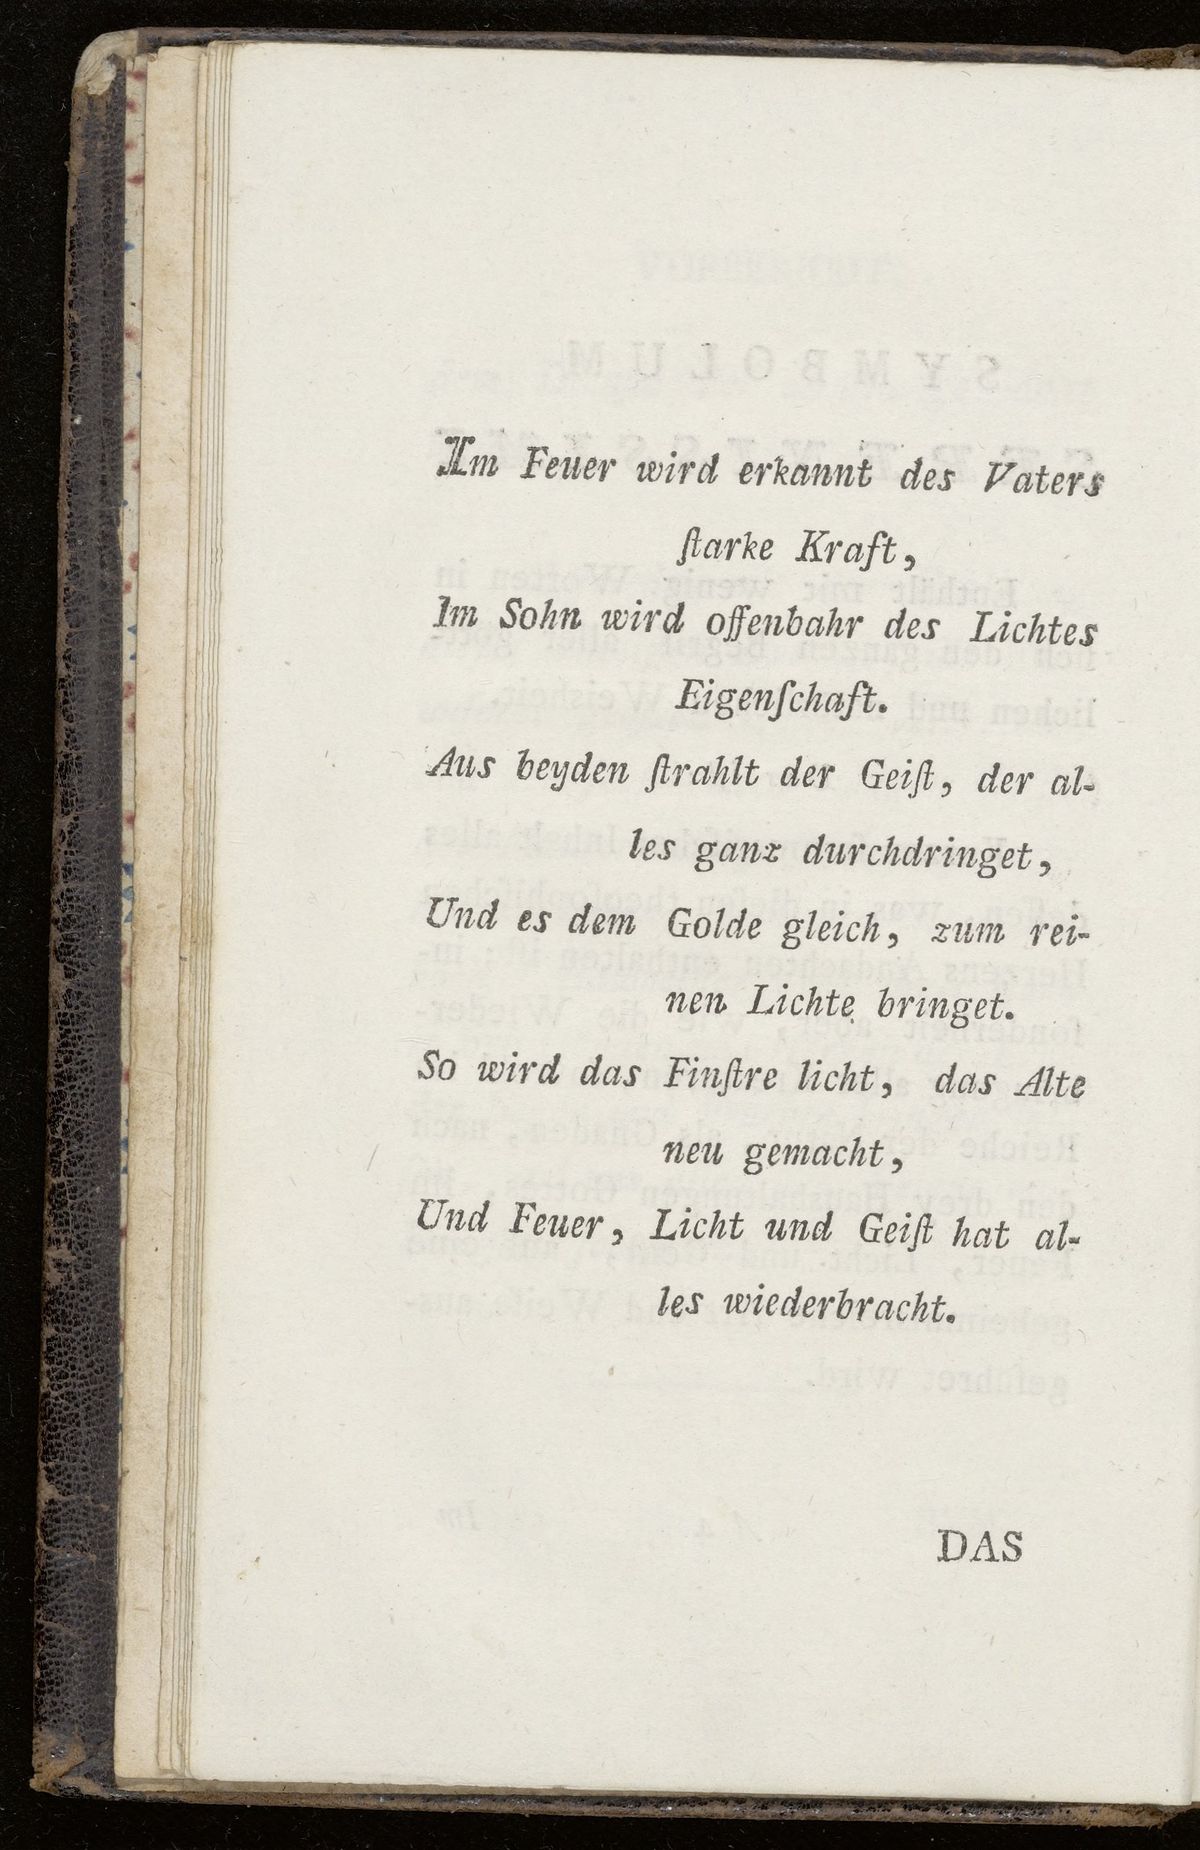 Im Feuer wird erkannt des Vaters
ſtarke Kraft,
Im Sohn wird offenbahr des Lichtes
Eigenſchaft.
Aus beyden ſtrahlt der Geiſt, der al-
les ganz durchdringet,
Und es dem Golde gleich, zum rei-
nen Lichte bringet.
So wird das Finſtre licht, das Alte
neu gemacht,
Und Feuer, Licht und Geiſt hat al-
les wiederbracht.
DAS